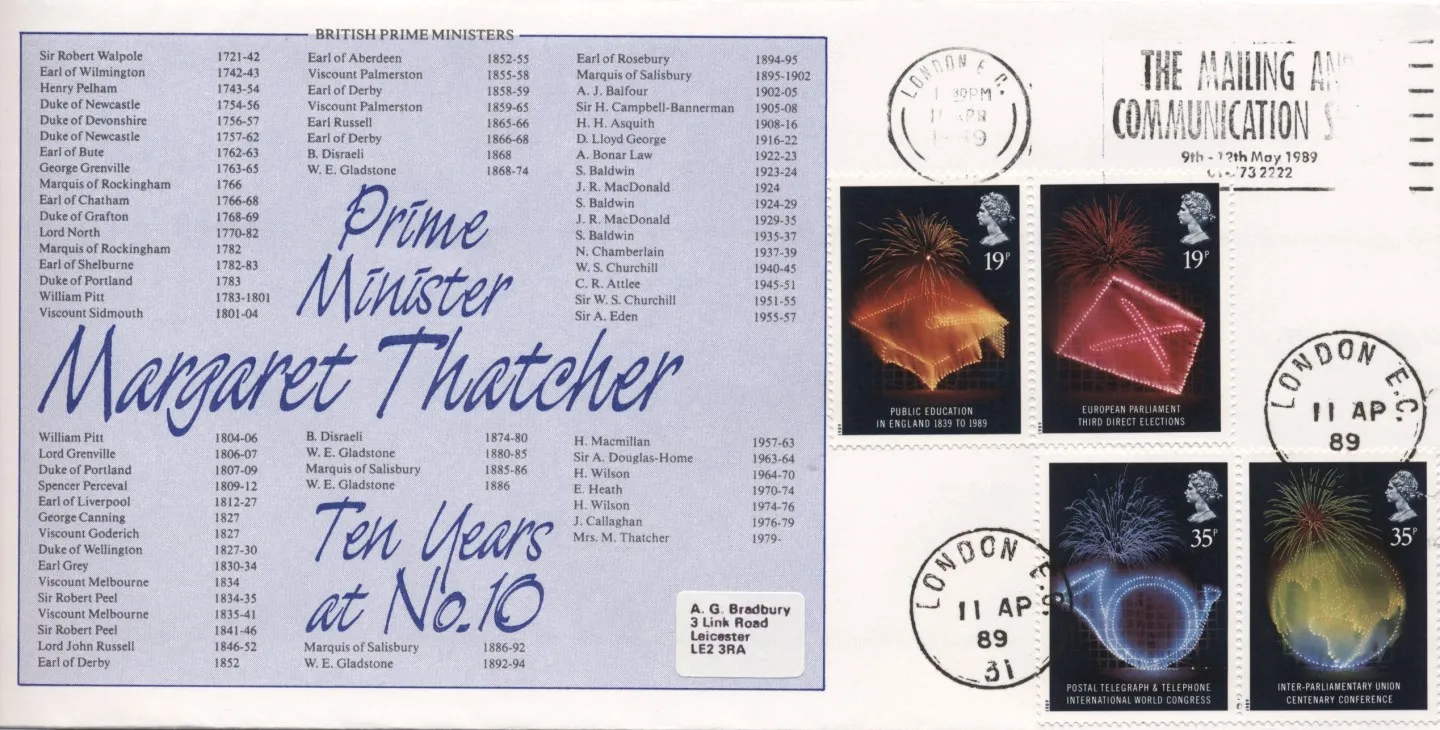 BRITISH PRIME MINISTERS
Sir Robert Walpole 1721-42
Earl of Wilmington 1742-43
Henry Pelham 1743-54
Duke of Newcastle 1754-56
Duke of Devonshire 1756-57
Duke of Newcastle 1757-62
Earl of Bute 1762-63
George Grenville 1763-65
Marquis of Rockingham 1766
Earl of Chatham 1766-68
Duke of Grafton 1768-69
Lord North 1770-82
Marquis of Rockingham 1782
Earl of Shelburne 1782-83
Duke of Portland 1783
William Pitt 1783-1801
Viscount Sidmouth 1801-04
Earl of Aberdeen 1852-55
Viscount Palmerston 1855-58
Earl of Derby 1858-59
Viscount Palmerston 1859-65
Earl Russell 1865-66
Earl of Derby 1866-68
B. Disraeli 1868
W. E. Gladstone 1868-74
Earl of Rosebury 1894-95
Marquis of Salisbury 1895-1902
A. J. Balfour 1902-05
Sir H. Campbell-Bannerman 1905-08
H. H. Asquith 1908-16
D. Lloyd George 1916-22
A. Bonar Law 1922-23
S. Baldwin 1923-24
J. R. MacDonald 1924
S. Baldwin 1924-29
J. R. MacDonald 1929-35
S. Baldwin 1935-37
N. Chamberlain 1937-39
W. S. Churchill 1940-45
C. R. Attlee 1945-51
Sir W. S. Churchill 1951-55
Sir A. Eden 1955-57
Prime
Minister
Margaret Thatcher
William Pitt 1804-06
Lord Grenville 1806-07
Duke of Portland 1807-09
Spencer Perceval 1809-12
Earl of Liverpool 1812-27
George Canning 1827
Viscount Goderich 1827
Duke of Wellington 1827-30
Earl Grey 1830-34
Viscount Melbourne 1834
Sir Robert Peel 1834-35
Viscount Melbourne 1835-41
Sir Robert Peel 1841-46
Lord John Russell 1846-52
Earl of Derby 1852
B. Disraeli 1874-80
W. E. Gladstone 1880-85
Marquis of Salisbury 1885-86
W. E. Gladstone 1886
Ten Years
at No.10
Marquis of Salisbury 1886-92
W. E. Gladstone 1892-94
H. Macmillan 1957-63
Sir A. Douglas-Home 1963-64
H. Wilson 1964-70
E. Heath 1970-74
H. Wilson 1974-76
J. Callaghan 1976-79
Mrs. M. Thatcher 1979-
A. G. Bradbury
3 Link Road
Leicester
LE2 3RA
LONDON E.C.
30PM
THE MAILING
COMMUNICATION
9th - 12th May 1989
2222
19P
PUBLIC EDUCATION
IN ENGLAND 1839 TO 1989
1989
19P
EUROPEAN PARLIAMENT
THIRD DIRECT ELECTIONS
1989
LONDON E.C.
11 AP
89
LONDON E.C.
11 AP
89
31
35P
POSTAL TELEGRAPH & TELEPHONE
INTERNATIONAL WORLD CONGRESS
1989
35P
INTER-PARLIAMENTARY UNION
CENTENARY CONFERENCE
1989